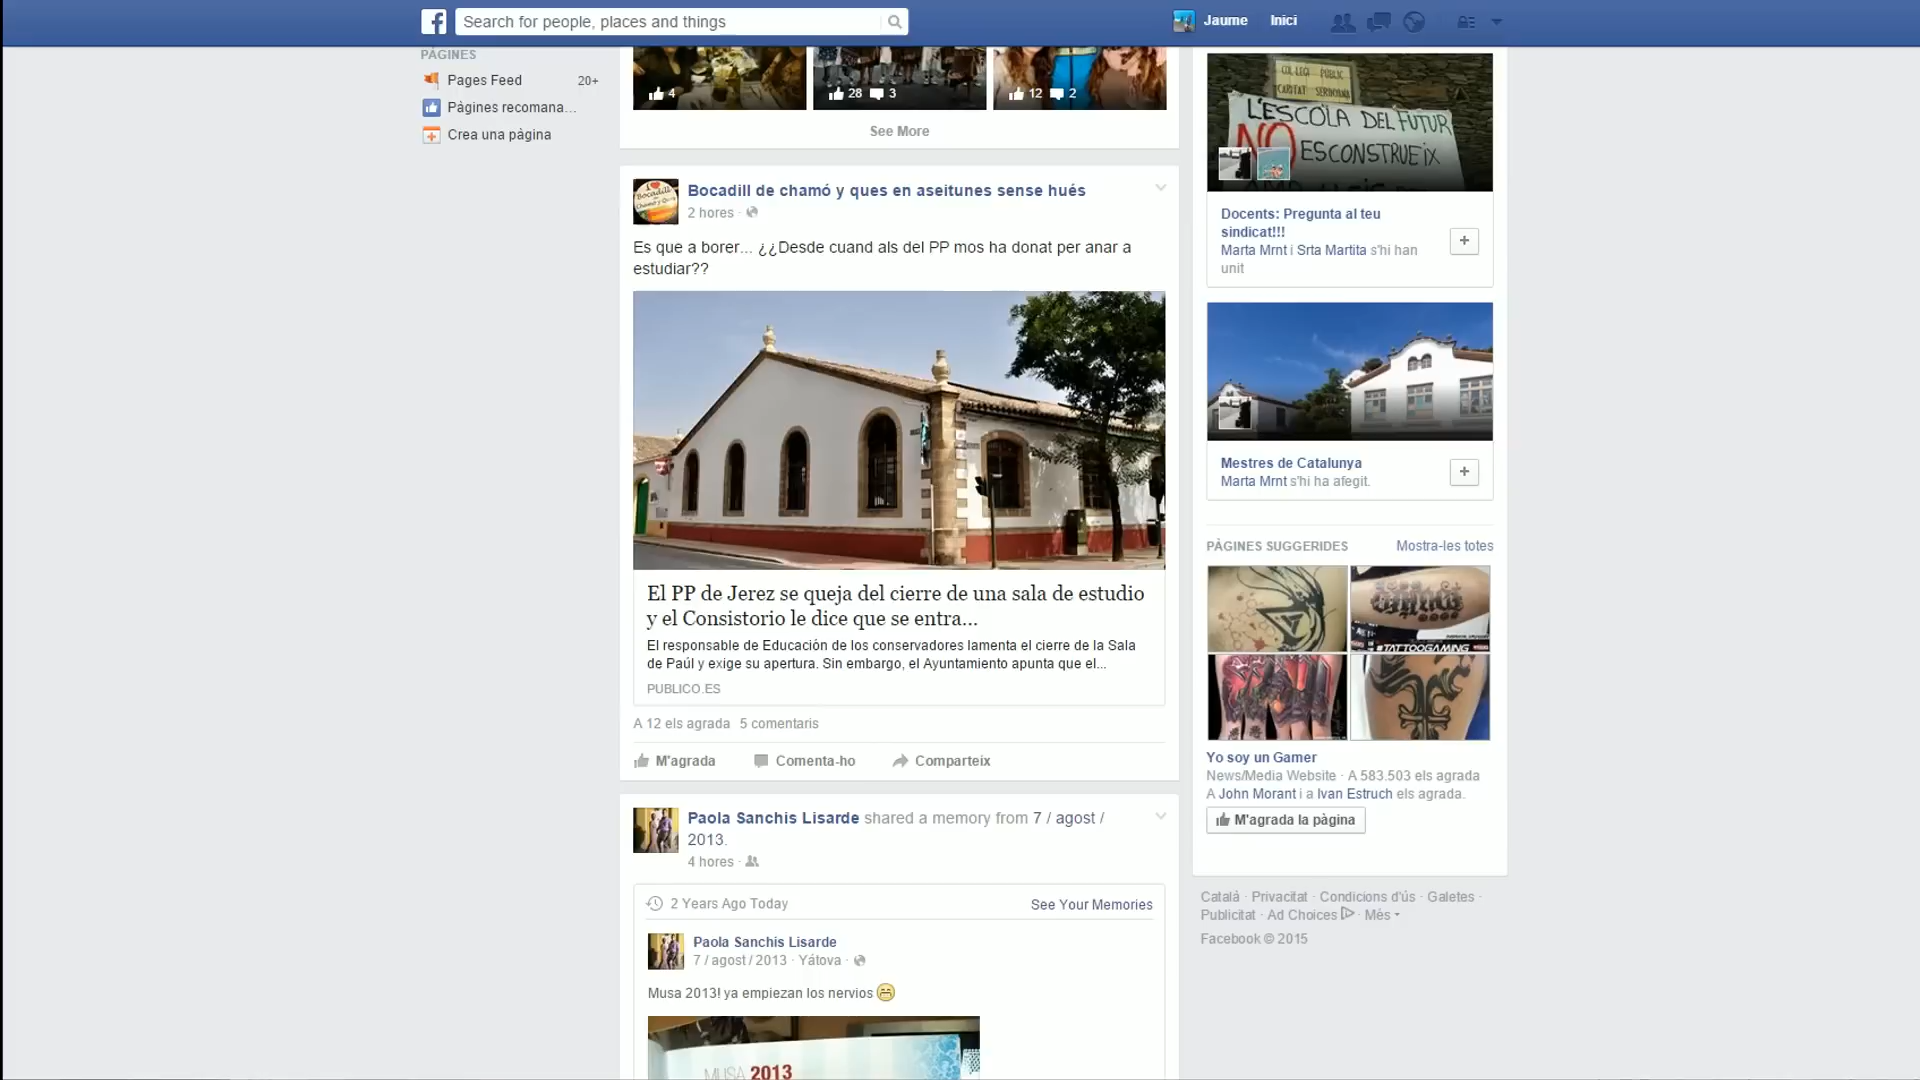 Search for people, places and things
Jaume
Inici
PÀGINES
Pages Feed 20+
Pàgines recomana...
Crea una pàgina
4
28 3
12 2
See More
Bocadill de chamó y ques en aseitunes sense hués
2 hores ·
Es que a borer... ¿¿Desde cuand als del PP mos ha donat per anar a
estudiar??
El PP de Jerez se queja del cierre de una sala de estudio
y el Consistorio le dice que se entra...
El responsable de Educación de los conservadores lamenta el cierre de la Sala
de Paúl y exige su apertura. Sin embargo, el Ayuntamiento apunta que el...
PUBLICO.ES
A 12 els agrada 5 comentaris
M'agrada Comenta-ho Comparteix
Paola Sanchis Lisarde shared a memory from 7 / agost /
2013.
4 hores ·
2 Years Ago Today See Your Memories
Paola Sanchis Lisarde
7 / agost / 2013 · Yátova ·
Musa 2013! ya empiezan los nervios
MUSA 2013
COL·LEGI PÚBLIC
CARITAT SERDINYANA
L'ESCOLA DEL FUTUR
NO ES CONSTRUEIX
Docents: Pregunta al teu
sindicat!!!
Marta Mrnt i Srta Martita s'hi han
unit
Mestres de Catalunya
Marta Mrnt s'hi ha afegit.
PÀGINES SUGGERIDES Mostra-les totes
#TATTOOGAMING
Yo soy un Gamer
News/Media Website · A 583.503 els agrada
A John Morant i a Ivan Estruch els agrada.
M'agrada la pàgina
Català · Privacitat · Condicions d'ús · Galetes ·
Publicitat · Ad Choices · Més
Facebook © 2015